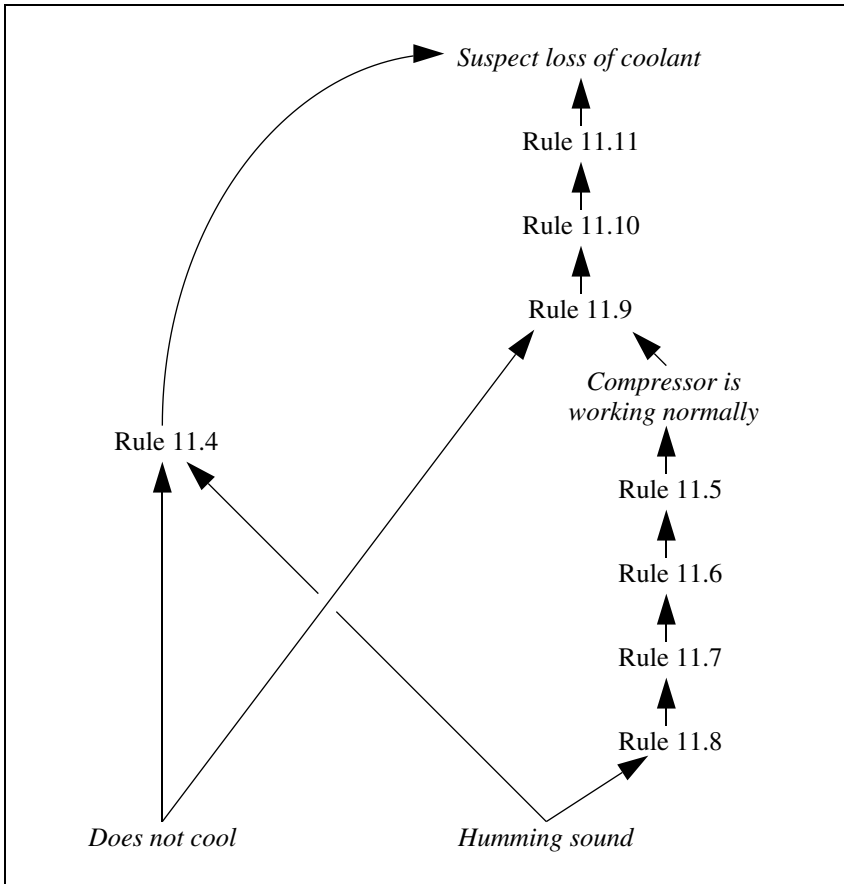 Suspect loss of coolant
Rule 11.11
Rule 11.10
Rule 11.9
Compressor is
working normally
Rule 11.4
Rule 11.5
Rule 11.6
Rule 11.7
Rule 11.8
Does not cool
Humming sound